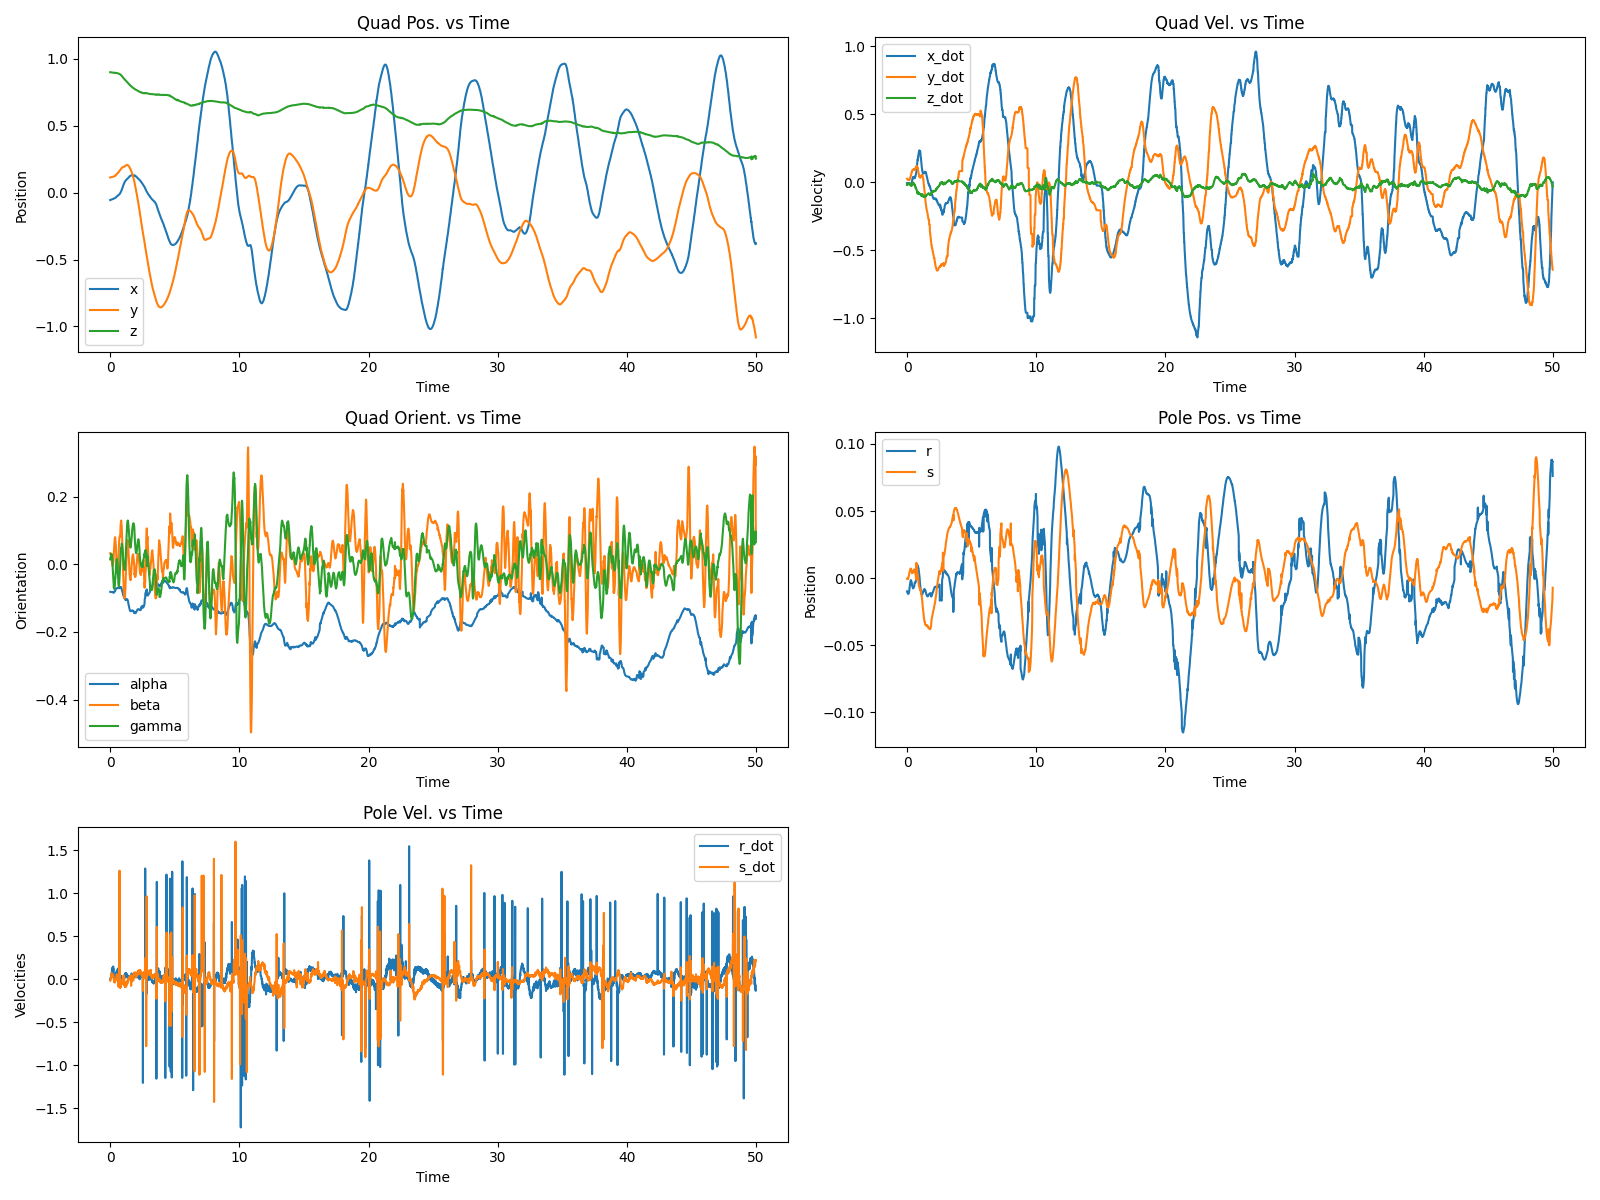 Quad Pos. vs Time
Position
1.0
0.5
0.0
−0.5
−1.0
x
y
z
0 10 20 30 40 50
Time
Quad Vel. vs Time
Velocity
1.0
0.5
0.0
−0.5
−1.0
x_dot
y_dot
z_dot
0 10 20 30 40 50
Time
Quad Orient. vs Time
Orientation
0.2
0.0
−0.2
−0.4
alpha
beta
gamma
0 10 20 30 40 50
Time
Pole Pos. vs Time
Position
0.10
0.05
0.00
−0.05
−0.10
r
s
0 10 20 30 40 50
Time
Pole Vel. vs Time
Velocties
1.5
1.0
0.5
0.0
−0.5
−1.0
−1.5
r_dot
s_dot
0 10 20 30 40 50
Time